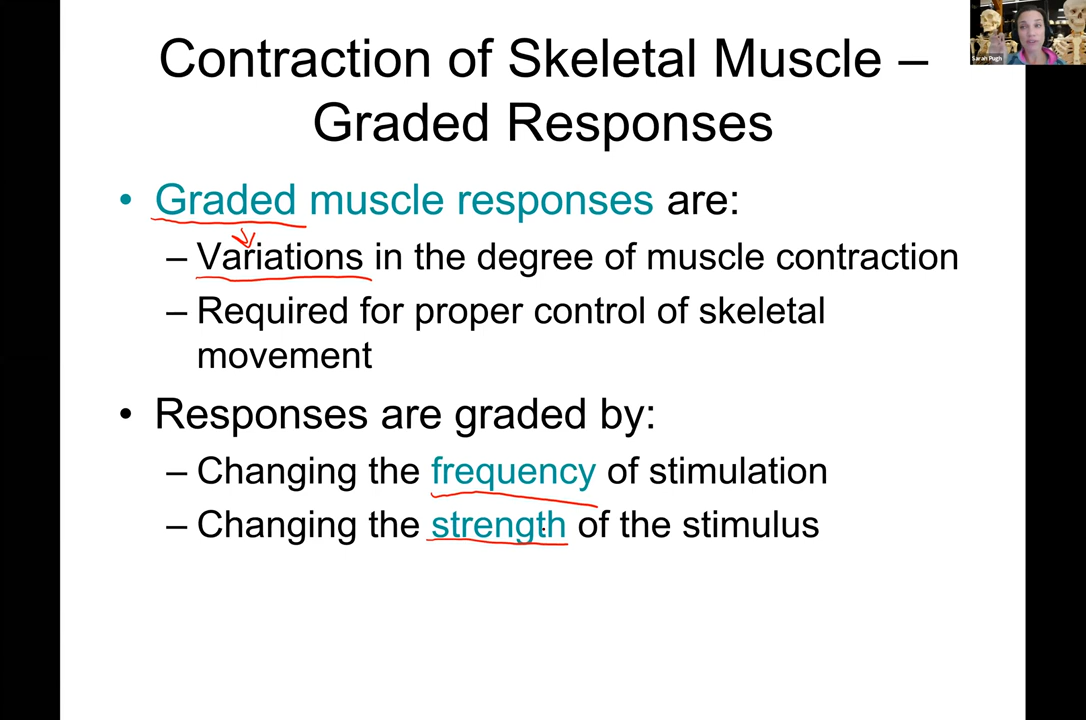 Contraction of Skeletal Muscle –
Graded Responses
• Graded muscle responses are:
– Variations in the degree of muscle contraction
– Required for proper control of skeletal
movement
• Responses are graded by:
– Changing the frequency of stimulation
– Changing the strength of the stimulus
Sarah Pugh